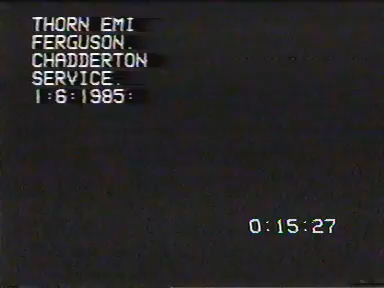 THORN EMI
FERGUSON.
CHADDERTON
SERVICE.
1:6:1985:
0:15:27